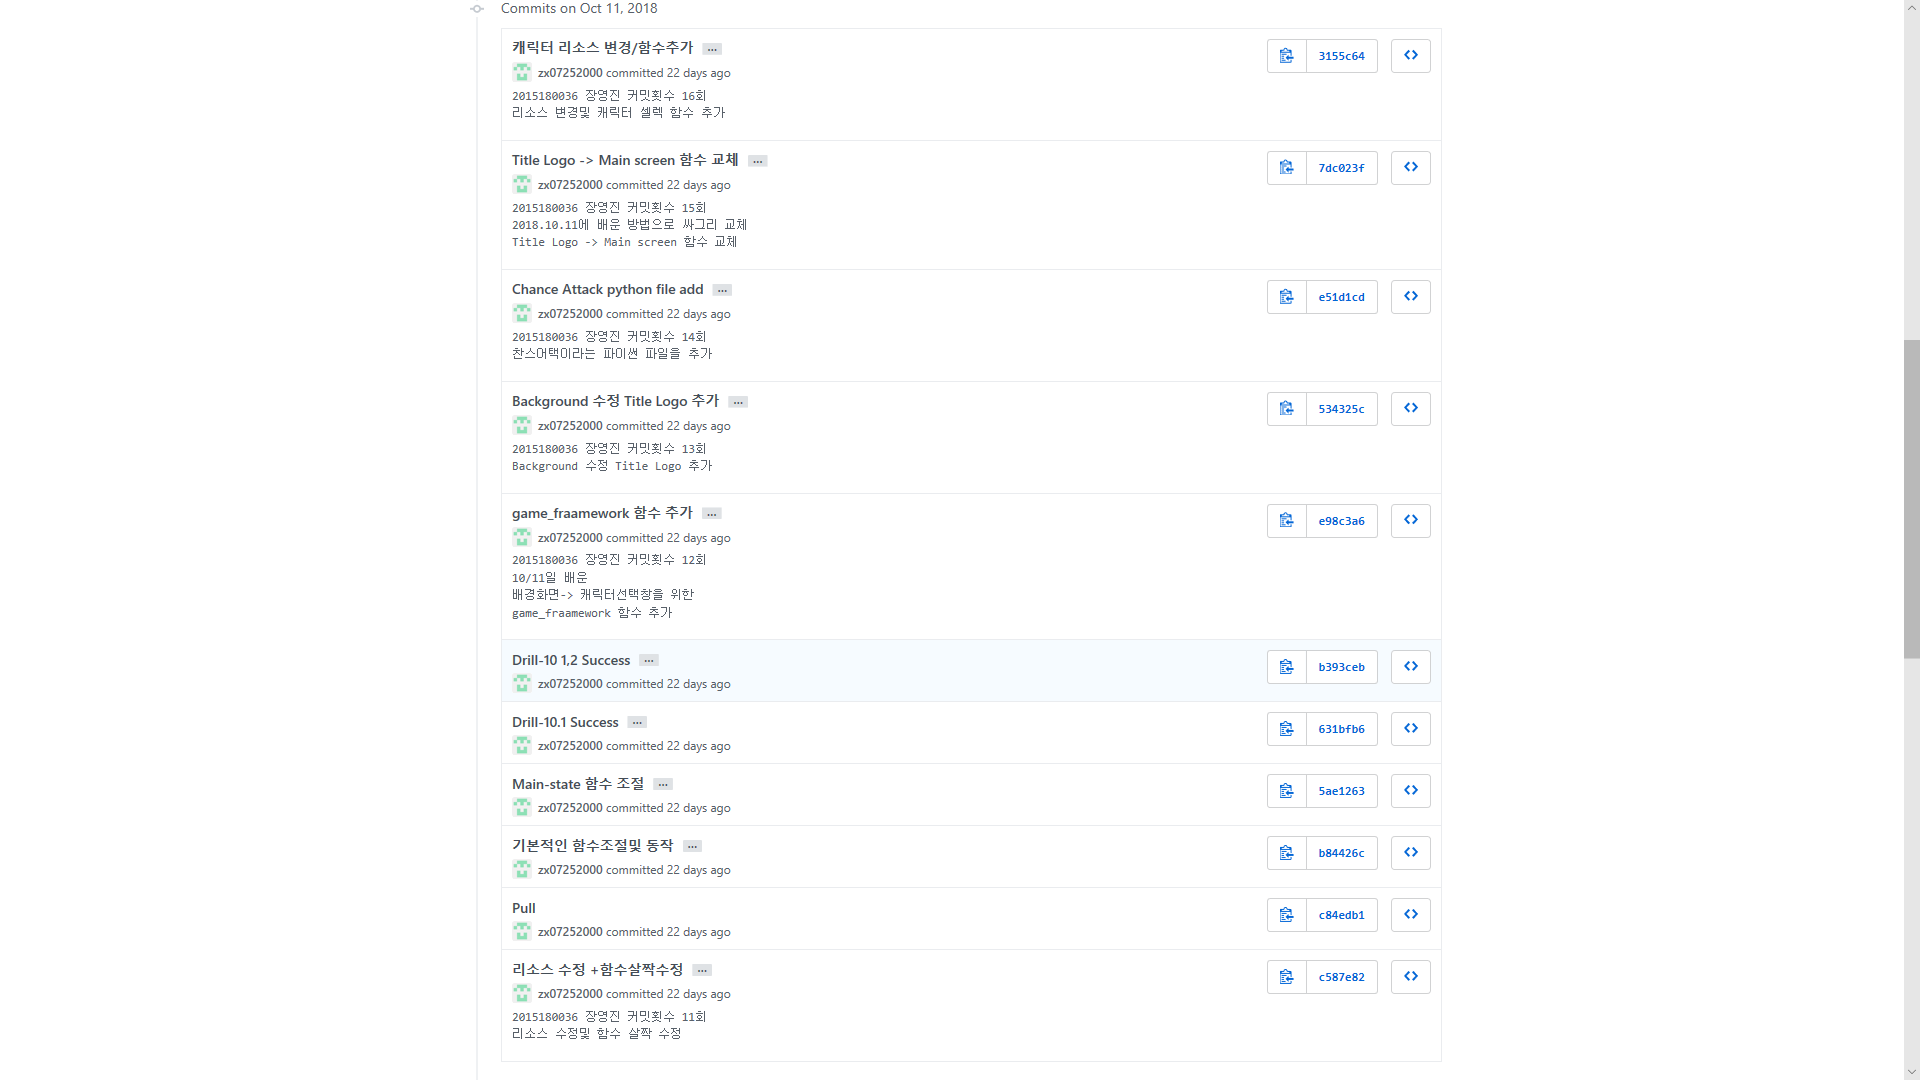 Commits on Oct 11, 2018
캐릭터 리소스 변경/함수추가 ...
3155c64
zx07252000 committed 22 days ago
2015180036 장영진 커밋횟수 16회
리소스 변경및 캐릭터 셀렉 함수 추가
Title Logo -> Main screen 함수 교체 ...
7dc023f
zx07252000 committed 22 days ago
2015180036 장영진 커밋횟수 15회
2018.10.11에 배운 방법으로 싸그리 교체
Title Logo -> Main screen 함수 교체
Chance Attack python file add ...
e51d1cd
zx07252000 committed 22 days ago
2015180036 장영진 커밋횟수 14회
찬스어택이라는 파이썬 파일을 추가
Background 수정 Title Logo 추가 ...
534325c
zx07252000 committed 22 days ago
2015180036 장영진 커밋횟수 13회
Background 수정 Title Logo 추가
game_fraamework 함수 추가 ...
e98c3a6
zx07252000 committed 22 days ago
2015180036 장영진 커밋횟수 12회
10/11일 배운
배경화면-> 캐릭터선택창을 위한
game_fraamework 함수 추가
Drill-10 1,2 Success ...
b393ceb
zx07252000 committed 22 days ago
Drill-10.1 Success ...
631bfb6
zx07252000 committed 22 days ago
Main-state 함수 조절 ...
5ae1263
zx07252000 committed 22 days ago
기본적인 함수조절및 동작 ...
b84426c
zx07252000 committed 22 days ago
Pull
c84edb1
zx07252000 committed 22 days ago
리소스 수정 +함수살짝수정 ...
c587e82
zx07252000 committed 22 days ago
2015180036 장영진 커밋횟수 11회
리소스 수정및 함수 살짝 수정